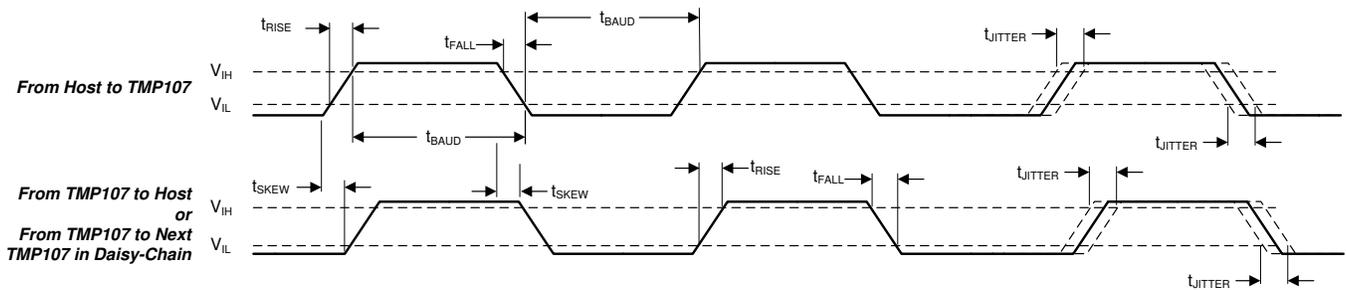 tRISE
tFALL
tBAUD
tJITTER
From Host to TMP107
VIH
VIL
tBAUD
tJITTER
tSKEW
tSKEW
tRISE
tFALL
tJITTER
From TMP107 to Host
or
From TMP107 to Next
TMP107 in Daisy-Chain
VIH
VIL
tJITTER